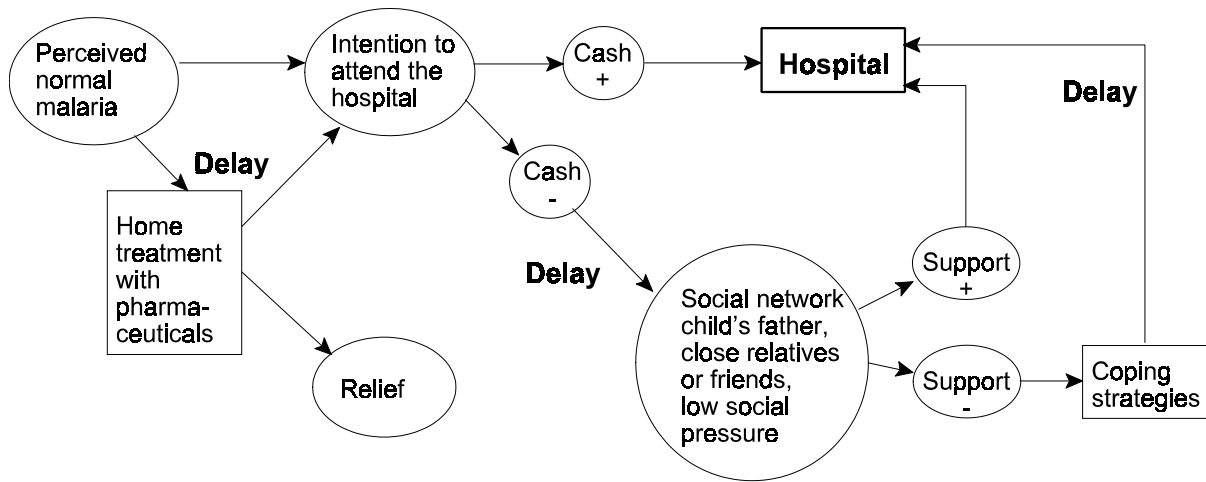 Perceived
normal
malaria
Intention to
attend the
hospital
Cash
+
Hospital
Delay
Delay
Home
treatment
with
pharma-
ceuticals
Cash
-
Delay
Relief
Social network
child's father,
close relatives
or friends,
low social
pressure
Support
+
Support
-
Coping
strategies